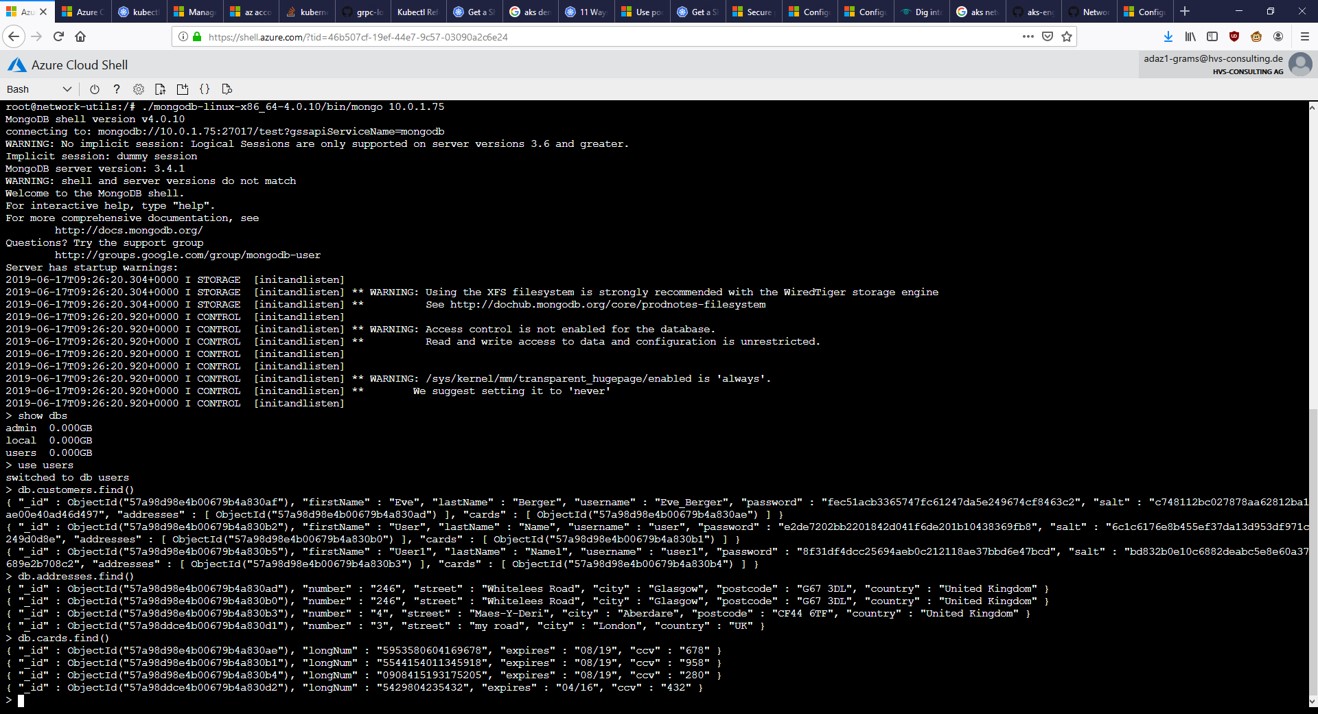 Azu
Azure C
kubectl
Manag
az acco
kubern
grpc-lo
Kubectl Ref
Get a Sh
aks den
11 Way
Use po
Get a Sh
Secure
Config
Config
Dig int
aks net
aks-en
Netwo
Config
https://shell.azure.com/?tid=46b507cf-19ef-44e7-9c57-03090a2c6e24
Azure Cloud Shell
adaz1-grams@hvs-consulting.de
HVS-CONSULTING AG
Bash
root@network-utils:/# ./mongodb-linux-x86_64-4.0.10/bin/mongo 10.0.1.75
MongoDB shell version v4.0.10
connecting to: mongodb://10.0.1.75:27017/test?gssapiServiceName=mongodb
WARNING: No implicit session: Logical Sessions are only supported on server versions 3.6 and greater.
Implicit session: dummy session
MongoDB server version: 3.4.1
WARNING: shell and server versions do not match
Welcome to the MongoDB shell.
For interactive help, type "help".
For more comprehensive documentation, see
http://docs.mongodb.org/
Questions? Try the support group
http://groups.google.com/group/mongodb-user
Server has startup warnings:
2019-06-17T09:26:20.304+0000 I STORAGE [initandlisten]
2019-06-17T09:26:20.304+0000 I STORAGE [initandlisten] ** WARNING: Using the XFS filesystem is strongly recommended with the WiredTiger storage engine
2019-06-17T09:26:20.304+0000 I STORAGE [initandlisten] ** See http://dochub.mongodb.org/core/prodnotes-filesystem
2019-06-17T09:26:20.920+0000 I CONTROL [initandlisten]
2019-06-17T09:26:20.920+0000 I CONTROL [initandlisten] ** WARNING: Access control is not enabled for the database.
2019-06-17T09:26:20.920+0000 I CONTROL [initandlisten] ** Read and write access to data and configuration is unrestricted.
2019-06-17T09:26:20.920+0000 I CONTROL [initandlisten]
2019-06-17T09:26:20.920+0000 I CONTROL [initandlisten]
2019-06-17T09:26:20.920+0000 I CONTROL [initandlisten] ** WARNING: /sys/kernel/mm/transparent_hugepage/enabled is 'always'.
2019-06-17T09:26:20.920+0000 I CONTROL [initandlisten] ** We suggest setting it to 'never'
2019-06-17T09:26:20.920+0000 I CONTROL [initandlisten]
> show dbs
admin 0.000GB
local 0.000GB
users 0.000GB
> use users
switched to db users
> db.customers.find()
{ "_id" : ObjectId("57a98d98e4b00679b4a830af"), "firstName" : "Eve", "lastName" : "Berger", "username" : "Eve_Berger", "password" : "fec51acb3365747fc61247da5e249674cf8463c2", "salt" : "c748112bc027878aa62812ba1
ae00e40ad46d497", "addresses" : [ ObjectId("57a98d98e4b00679b4a830ad") ], "cards" : [ ObjectId("57a98d98e4b00679b4a830ae") ] }
{ "_id" : ObjectId("57a98d98e4b00679b4a830b2"), "firstName" : "User", "lastName" : "Name", "username" : "user", "password" : "e2de7202bb2201842d041f6de201b10438369fb8", "salt" : "6c1c6176e8b455ef37da13d953df971c
249d0d8e", "addresses" : [ ObjectId("57a98d98e4b00679b4a830b0") ], "cards" : [ ObjectId("57a98d98e4b00679b4a830b1") ] }
{ "_id" : ObjectId("57a98d98e4b00679b4a830b5"), "firstName" : "User1", "lastName" : "Name1", "username" : "user1", "password" : "8f31df4dcc25694aeb0c212118ae37bbd6e47bcd", "salt" : "bd832b0e10c6882deabc5e8e60a37
689e2b708c2", "addresses" : [ ObjectId("57a98d98e4b00679b4a830b3") ], "cards" : [ ObjectId("57a98d98e4b00679b4a830b4") ] }
> db.addresses.find()
{ "_id" : ObjectId("57a98d98e4b00679b4a830ad"), "number" : "246", "street" : "Whitelees Road", "city" : "Glasgow", "postcode" : "G67 3DL", "country" : "United Kingdom" }
{ "_id" : ObjectId("57a98d98e4b00679b4a830b0"), "number" : "246", "street" : "Whitelees Road", "city" : "Glasgow", "postcode" : "G67 3DL", "country" : "United Kingdom" }
{ "_id" : ObjectId("57a98d98e4b00679b4a830b3"), "number" : "4", "street" : "Maes-Y-Deri", "city" : "Aberdare", "postcode" : "CF44 6TF", "country" : "United Kingdom" }
{ "_id" : ObjectId("57a98ddce4b00679b4a830d1"), "number" : "3", "street" : "my road", "city" : "London", "country" : "UK" }
> db.cards.find()
{ "_id" : ObjectId("57a98d98e4b00679b4a830ae"), "longNum" : "5953580604169678", "expires" : "08/19", "ccv" : "678" }
{ "_id" : ObjectId("57a98d98e4b00679b4a830b1"), "longNum" : "5544154011345918", "expires" : "08/19", "ccv" : "958" }
{ "_id" : ObjectId("57a98d98e4b00679b4a830b4"), "longNum" : "0908415193175205", "expires" : "08/19", "ccv" : "280" }
{ "_id" : ObjectId("57a98ddce4b00679b4a830d2"), "longNum" : "5429804235432", "expires" : "04/16", "ccv" : "432" }
>